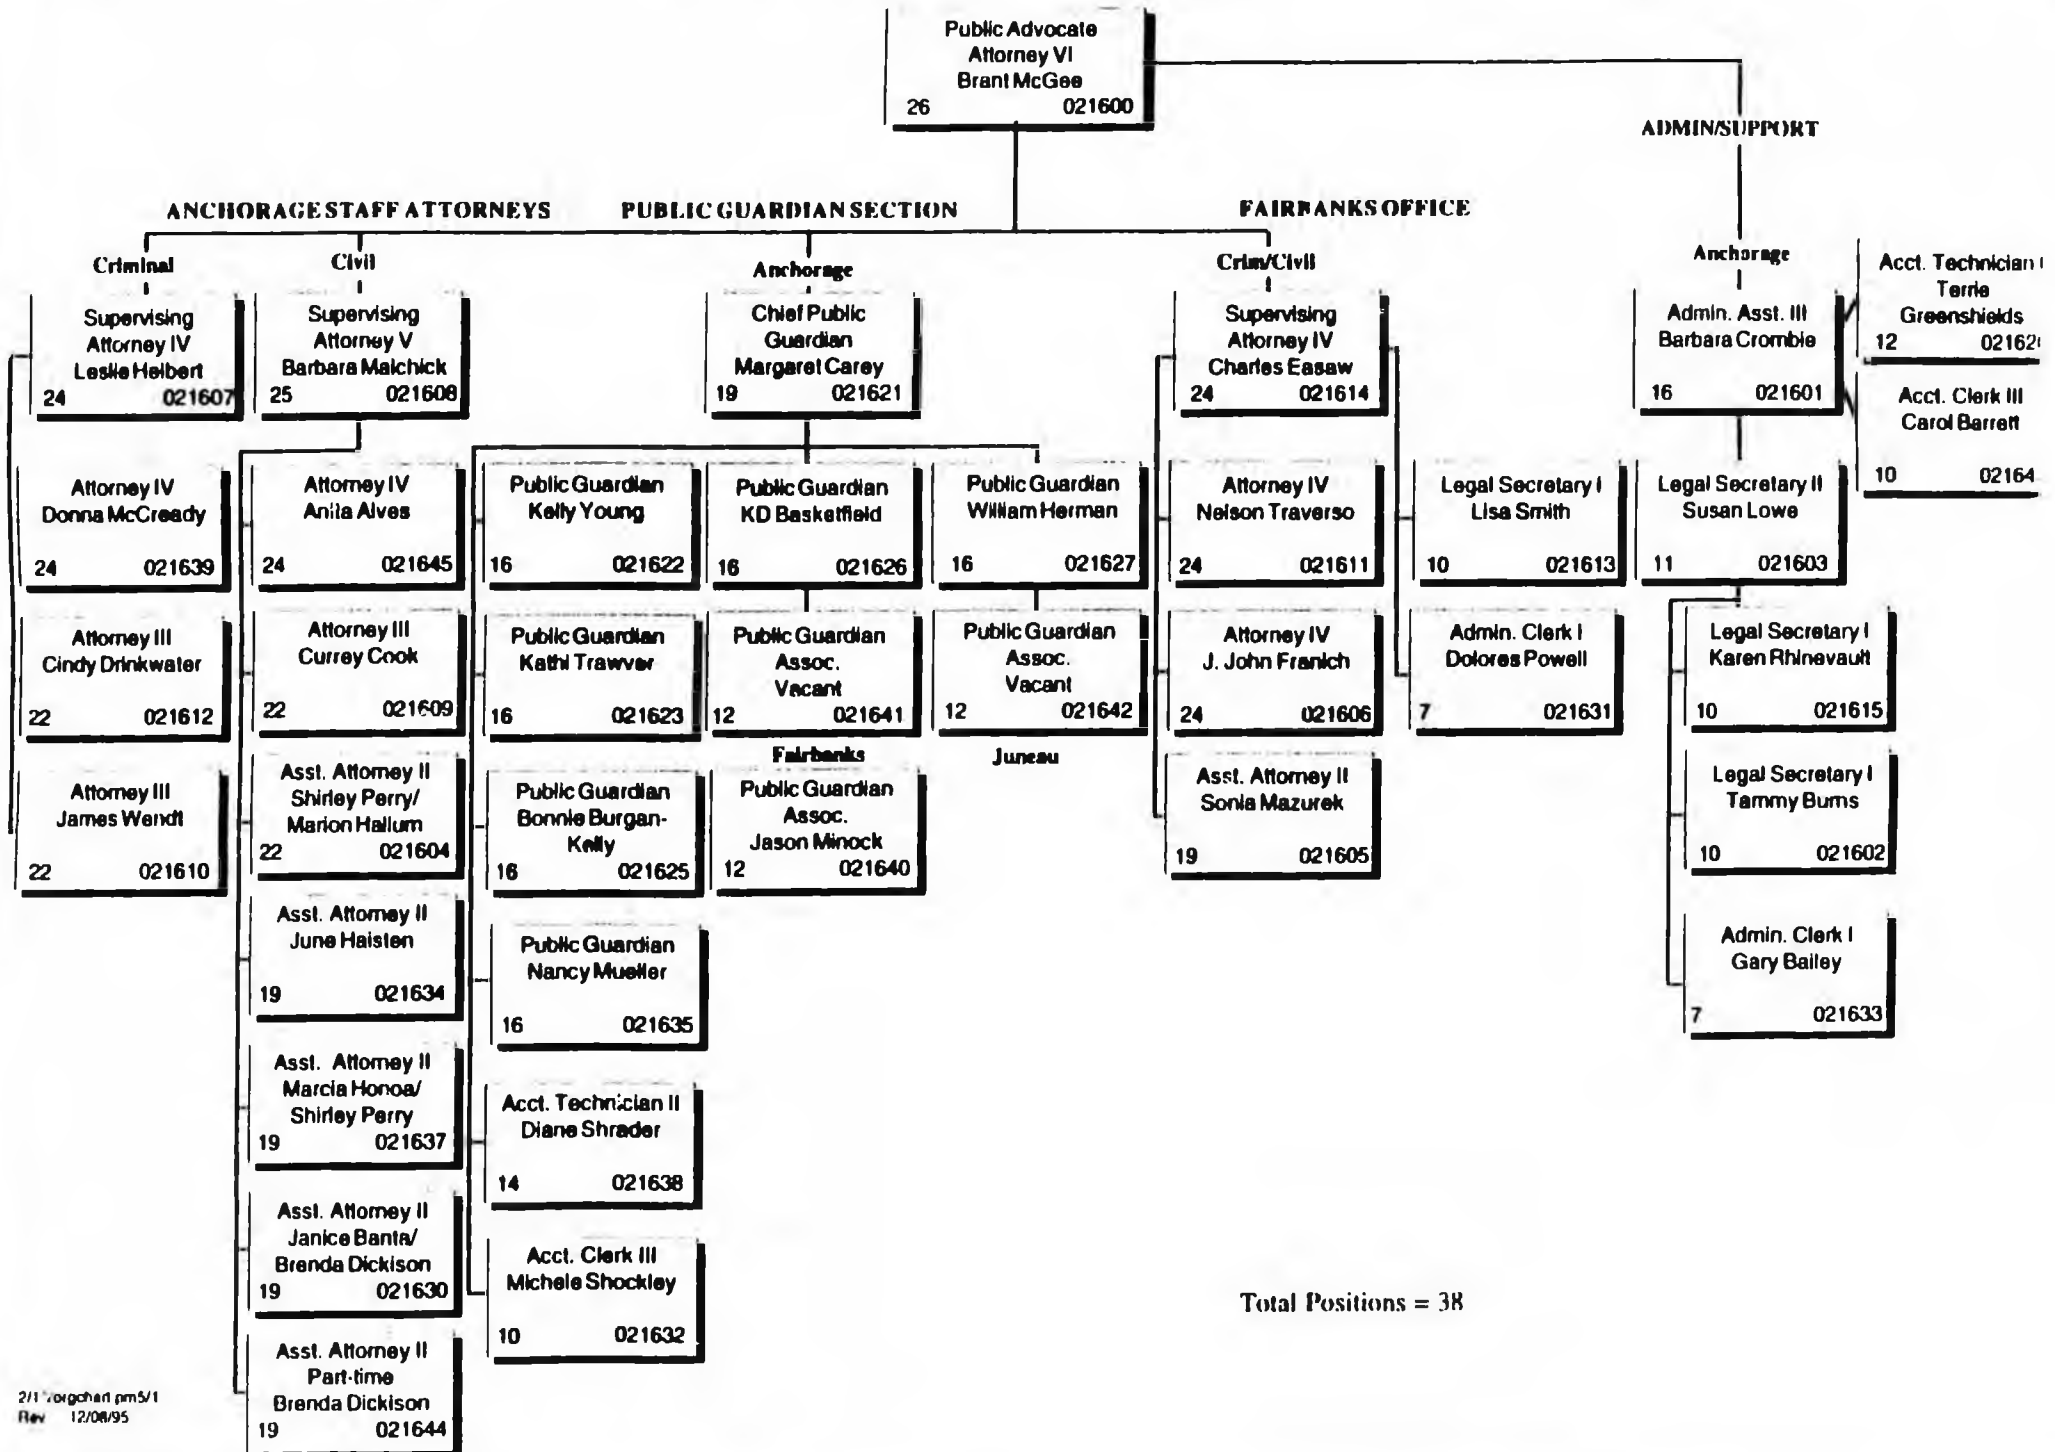 Public Advocate
Attorney VI
Brant McGee
26 021600
ADMIN/SUPPORT
ANCHORAGE STAFF ATTORNEYS
PUBLIC GUARDIAN SECTION
FAIRBANKS OFFICE
Criminal
Supervising
Attorney IV
Leslie Heibert
24 021607
Attorney IV
Donna McCready
24 021639
Attorney III
Cindy Drinkwater
22 021612
Attorney III
James Wendt
22 021610
Civil
Supervising
Attorney V
Barbara Malchick
25 021608
Attorney IV
Anita Alves
24 021645
Attorney III
Currey Cook
22 021609
Asst. Attorney II
Shirley Perry/
Marion Hallum
22 021604
Asst. Attorney II
June Haisten
19 021634
Asst. Attorney II
Marcia Honoa/
Shirley Perry
19 021637
Asst. Attorney II
Janice Banta/
Brenda Dickison
19 021630
Asst. Attorney II
Part-time
Brenda Dickison
19 021644
Anchorage
Chief Public
Guardian
Margaret Carey
19 021621
Public Guardian
Kelly Young
16 021622
Public Guardian
Kathi Trawver
16 021623
Public Guardian
Bonnie Burgan-
Kelly
16 021625
Public Guardian
Nancy Mueller
16 021635
Acct. Technician II
Diane Shrader
14 021638
Acct. Clerk III
Michele Shockley
10 021632
Public Guardian
KD Basketfield
16 021626
Public Guardian
Assoc.
Vacant
12 021641
Fairbanks
Public Guardian
Assoc.
Jason Minock
12 021640
Public Guardian
William Herman
16 021627
Public Guardian
Assoc.
Vacant
12 021642
Juneau
Crim/Civil
Supervising
Attorney IV
Charles Easaw
24 021614
Attorney IV
Nelson Traverso
24 021611
Attorney IV
J. John Franich
24 021606
Asst. Attorney II
Sonia Mazurek
19 021605
Legal Secretary I
Lisa Smith
10 021613
Admin. Clerk I
Dolores Powell
7 021631
Anchorage
Admin. Asst. III
Barbara Crombie
16 021601
Acct. Technician
Terrie
Greenshields
12 02162
Acct. Clerk III
Carol Barrett
10 02164
Legal Secretary II
Susan Lowe
11 021603
Legal Secretary I
Karen Rhinevault
10 021615
Legal Secretary I
Tammy Burns
10 021602
Admin. Clerk I
Gary Bailey
7 021633
Total Positions = 38
orgchart pm5/1
Rev 12/08/95